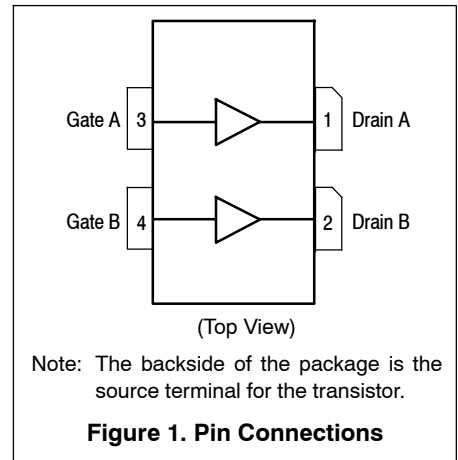 Gate A 3 1 Drain A
Gate B 4 2 Drain B
(Top View)
Note: The backside of the package is the
source terminal for the transistor.
Figure 1. Pin Connections